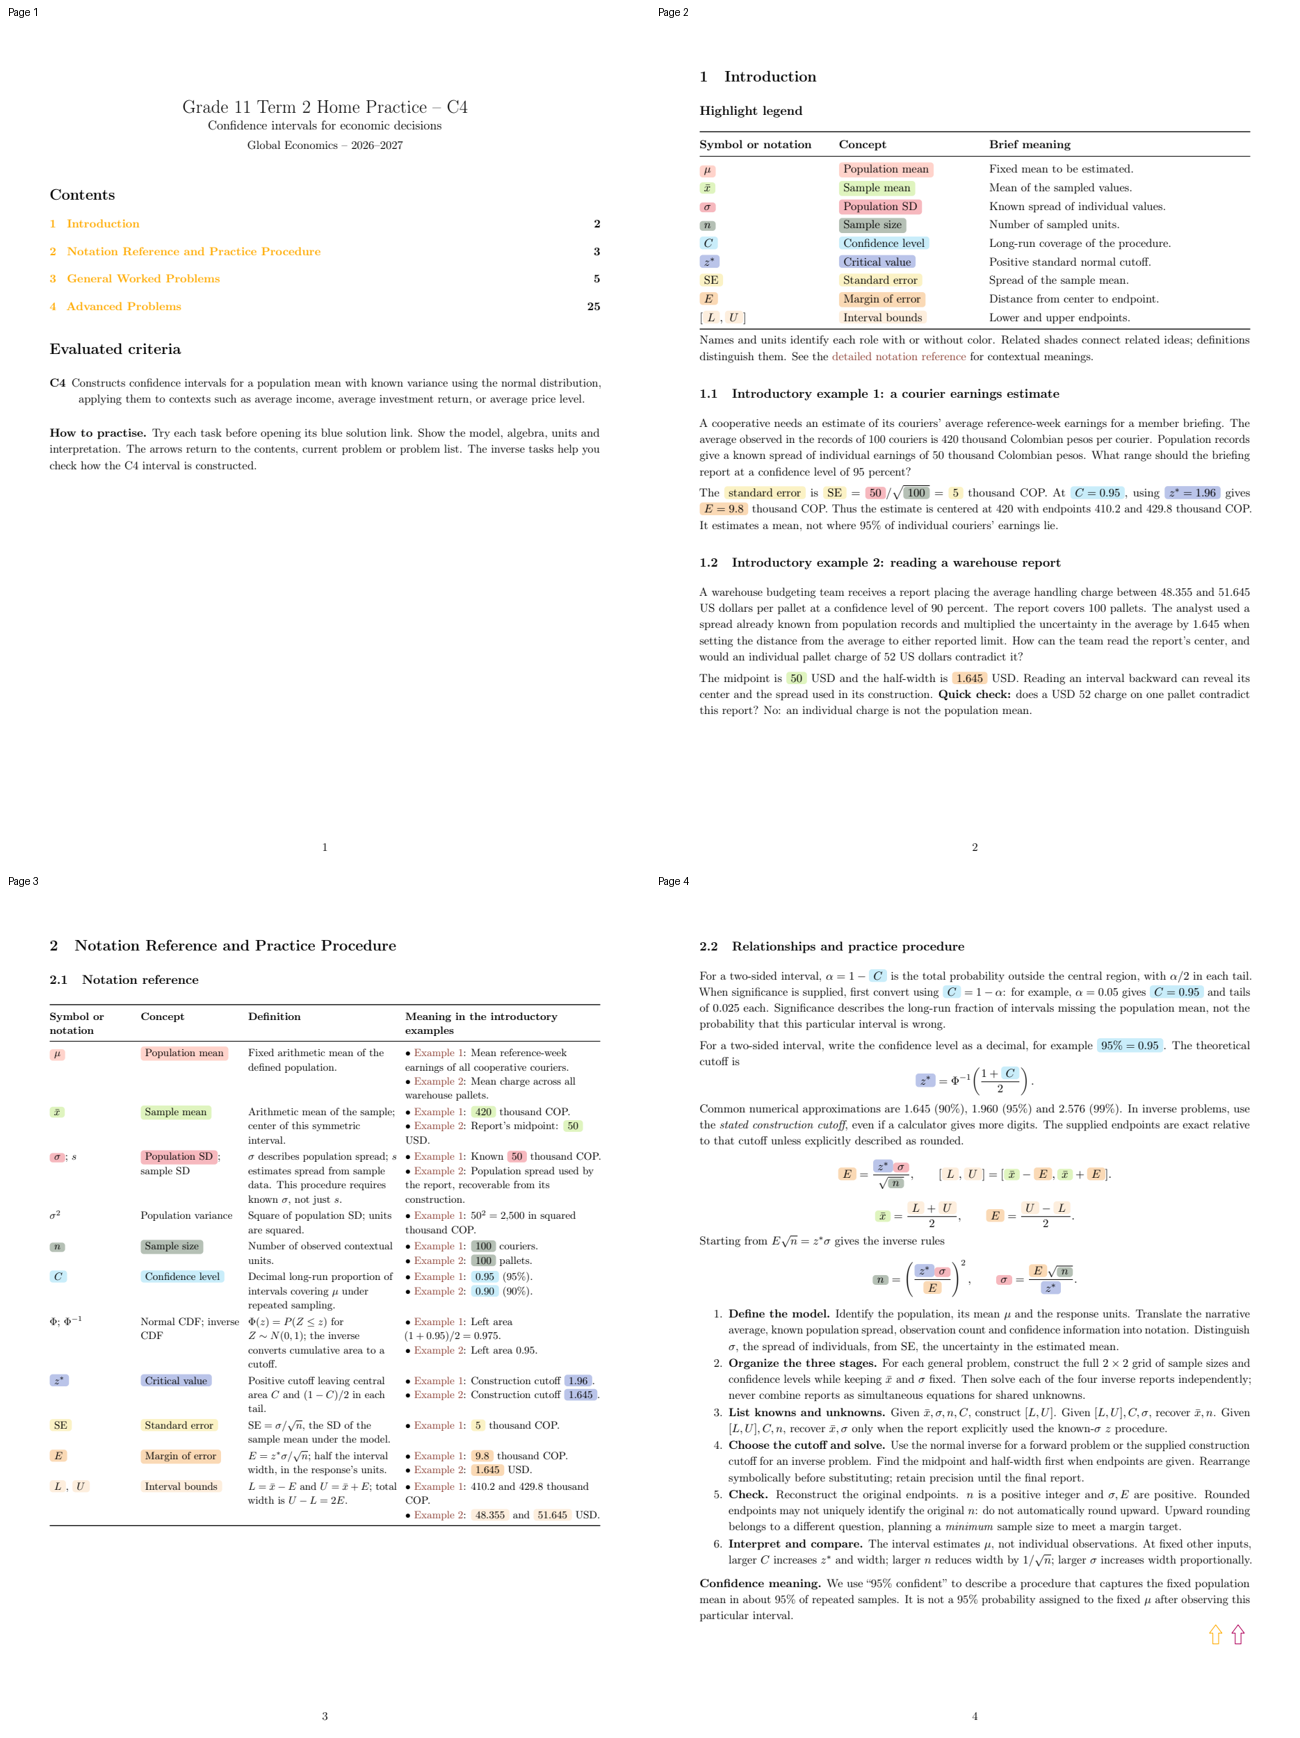 Page 1
Grade 11 Term 2 Home Practice – C4
Confidence intervals for economic decisions
Global Economics – 2026–2027
Contents
1 Introduction 2
2 Notation Reference and Practice Procedure 3
3 General Worked Problems 5
4 Advanced Problems 25
Evaluated criteria
C4 Constructs confidence intervals for a population mean with known variance using the normal distribution,
applying them to contexts such as average income, average investment return, or average price level.
How to practise. Try each task before opening its blue solution link. Show the model, algebra, units and
interpretation. The arrows return to the contents, current problem or problem list. The inverse tasks help you
check how the C4 interval is constructed.
1
Page 2
1 Introduction
Highlight legend
Symbol or notation Concept Brief meaning
μ Population mean Fixed mean to be estimated.
x̄ Sample mean Mean of the sampled values.
σ Population SD Known spread of individual values.
n Sample size Number of sampled units.
C Confidence level Long-run coverage of the procedure.
z* Critical value Positive standard normal cutoff.
SE Standard error Spread of the sample mean.
E Margin of error Distance from center to endpoint.
[ L , U ] Interval bounds Lower and upper endpoints.
Names and units identify each role with or without color. Related shades connect related ideas; definitions
distinguish them. See the detailed notation reference for contextual meanings.
1.1 Introductory example 1: a courier earnings estimate
A cooperative needs an estimate of its couriers' average reference-week earnings for a member briefing. The
average observed in the records of 100 couriers is 420 thousand Colombian pesos per courier. Population records
give a known spread of individual earnings of 50 thousand Colombian pesos. What range should the briefing
report at a confidence level of 95 percent?
The standard error is SE = 50 /√100 = 5 thousand COP. At C = 0.95 , using z* = 1.96 gives
E = 9.8 thousand COP. Thus the estimate is centered at 420 with endpoints 410.2 and 429.8 thousand COP.
It estimates a mean, not where 95% of individual couriers' earnings lie.
1.2 Introductory example 2: reading a warehouse report
A warehouse budgeting team receives a report placing the average handling charge between 48.355 and 51.645
US dollars per pallet at a confidence level of 90 percent. The report covers 100 pallets. The analyst used a
spread already known from population records and multiplied the uncertainty in the average by 1.645 when
setting the distance from the average to either reported limit. How can the team read the report's center, and
would an individual pallet charge of 52 US dollars contradict it?
The midpoint is 50 USD and the half-width is 1.645 USD. Reading an interval backward can reveal its
center and the spread used in its construction. Quick check: does a USD 52 charge on one pallet contradict
this report? No: an individual charge is not the population mean.
2
Page 3
2 Notation Reference and Practice Procedure
2.1 Notation reference
Symbol or notation Concept Definition Meaning in the introductory examples
μ Population mean Fixed arithmetic mean of the defined population. • Example 1: Mean reference-week earnings of all cooperative couriers.
• Example 2: Mean charge across all warehouse pallets.
x̄ Sample mean Arithmetic mean of the sample; center of this symmetric interval. • Example 1: 420 thousand COP.
• Example 2: Report's midpoint: 50 USD.
σ ; s Population SD ; sample SD σ describes population spread; s estimates spread from sample data. This procedure requires known σ, not just s. • Example 1: Known 50 thousand COP.
• Example 2: Population spread used by the report, recoverable from its construction.
σ² Population variance Square of population SD; units are squared. • Example 1: 50² = 2,500 in squared thousand COP.
n Sample size Number of observed contextual units. • Example 1: 100 couriers.
• Example 2: 100 pallets.
C Confidence level Decimal long-run proportion of intervals covering μ under repeated sampling. • Example 1: 0.95 (95%).
• Example 2: 0.90 (90%).
Φ; Φ⁻¹ Normal CDF; inverse CDF Φ(z) = P(Z ≤ z) for Z ∼ N(0, 1); the inverse converts cumulative area to a cutoff. • Example 1: Left area (1 + 0.95)/2 = 0.975.
• Example 2: Left area 0.95.
z* Critical value Positive cutoff leaving central area C and (1 − C)/2 in each tail. • Example 1: Construction cutoff 1.96 .
• Example 2: Construction cutoff 1.645 .
SE Standard error SE = σ/√n, the SD of the sample mean under the model. • Example 1: 5 thousand COP.
E Margin of error E = z*σ/√n; half the interval width, in the response's units. • Example 1: 9.8 thousand COP.
• Example 2: 1.645 USD.
L , U Interval bounds L = x̄ − E and U = x̄ + E; total width is U − L = 2E. • Example 1: 410.2 and 429.8 thousand COP.
• Example 2: 48.355 and 51.645 USD.
3
Page 4
2.2 Relationships and practice procedure
For a two-sided interval, α = 1 − C is the total probability outside the central region, with α/2 in each tail.
When significance is supplied, first convert using C = 1 − α: for example, α = 0.05 gives C = 0.95 and tails
of 0.025 each. Significance describes the long-run fraction of intervals missing the population mean, not the
probability that this particular interval is wrong.
For a two-sided interval, write the confidence level as a decimal, for example 95% = 0.95 . The theoretical
cutoff is
z* = Φ⁻¹((1 + C)/2).
Common numerical approximations are 1.645 (90%), 1.960 (95%) and 2.576 (99%). In inverse problems, use
the stated construction cutoff, even if a calculator gives more digits. The supplied endpoints are exact relative
to that cutoff unless explicitly described as rounded.
E = z* σ/√n, [ L , U ] = [ x̄ − E , x̄ + E ].
x̄ = (L + U)/2, E = (U − L)/2.
Starting from E√n = z*σ gives the inverse rules
n = (z* σ/E)², σ = E √n/z*.
1. Define the model. Identify the population, its mean μ and the response units. Translate the narrative
average, known population spread, observation count and confidence information into notation. Distinguish
σ, the spread of individuals, from SE, the uncertainty in the estimated mean.
2. Organize the three stages. For each general problem, construct the full 2 × 2 grid of sample sizes and
confidence levels while keeping x̄ and σ fixed. Then solve each of the four inverse reports independently;
never combine reports as simultaneous equations for shared unknowns.
3. List knowns and unknowns. Given x̄, σ, n, C, construct [L, U]. Given [L, U], C, σ, recover x̄, n. Given
[L, U], C, n, recover x̄, σ only when the report explicitly used the known-σ z procedure.
4. Choose the cutoff and solve. Use the normal inverse for a forward problem or the supplied construction
cutoff for an inverse problem. Find the midpoint and half-width first when endpoints are given. Rearrange
symbolically before substituting; retain precision until the final report.
5. Check. Reconstruct the original endpoints. n is a positive integer and σ, E are positive. Rounded
endpoints may not uniquely identify the original n: do not automatically round upward. Upward rounding
belongs to a different question, planning a minimum sample size to meet a margin target.
6. Interpret and compare. The interval estimates μ, not individual observations. At fixed other inputs,
larger C increases z* and width; larger n reduces width by 1/√n; larger σ increases width proportionally.
Confidence meaning. We use “95% confident” to describe a procedure that captures the fixed population
mean in about 95% of repeated samples. It is not a 95% probability assigned to the fixed μ after observing this
particular interval.
4